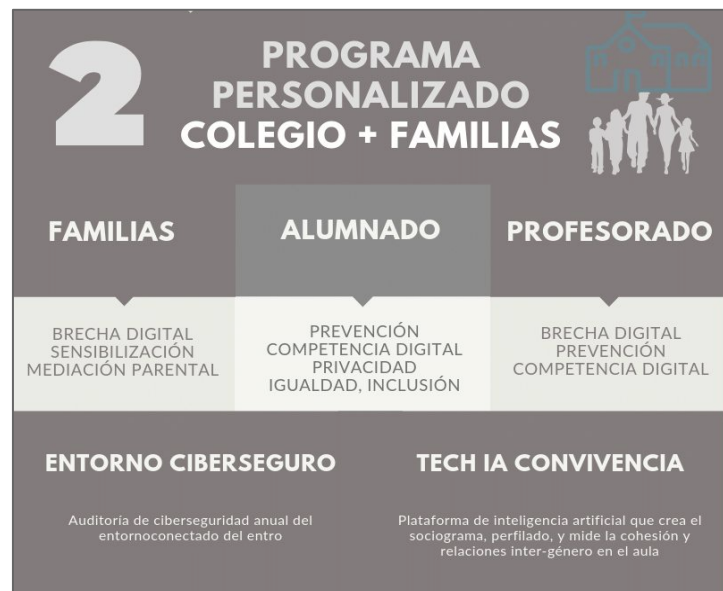 2
PROGRAMA
PERSONALIZADO
COLEGIO + FAMILIAS
FAMILIAS
ALUMNADO
PROFESORADO
BRECHA DIGITAL
SENSIBILIZACIÓN
MEDIACIÓN PARENTAL
PREVENCIÓN
COMPETENCIA DIGITAL
PRIVACIDAD
IGUALDAD, INCLUSIÓN
BRECHA DIGITAL
PREVENCIÓN
COMPETENCIA DIGITAL
ENTORNO CIBERSEGURO
Auditoría de ciberseguridad anual del
entornoconectado del entro
TECH IA CONVIVENCIA
Plataforma de inteligencia artificial que crea el
sociograma, perfilado, y mide la cohesión y
relaciones inter-género en el aula